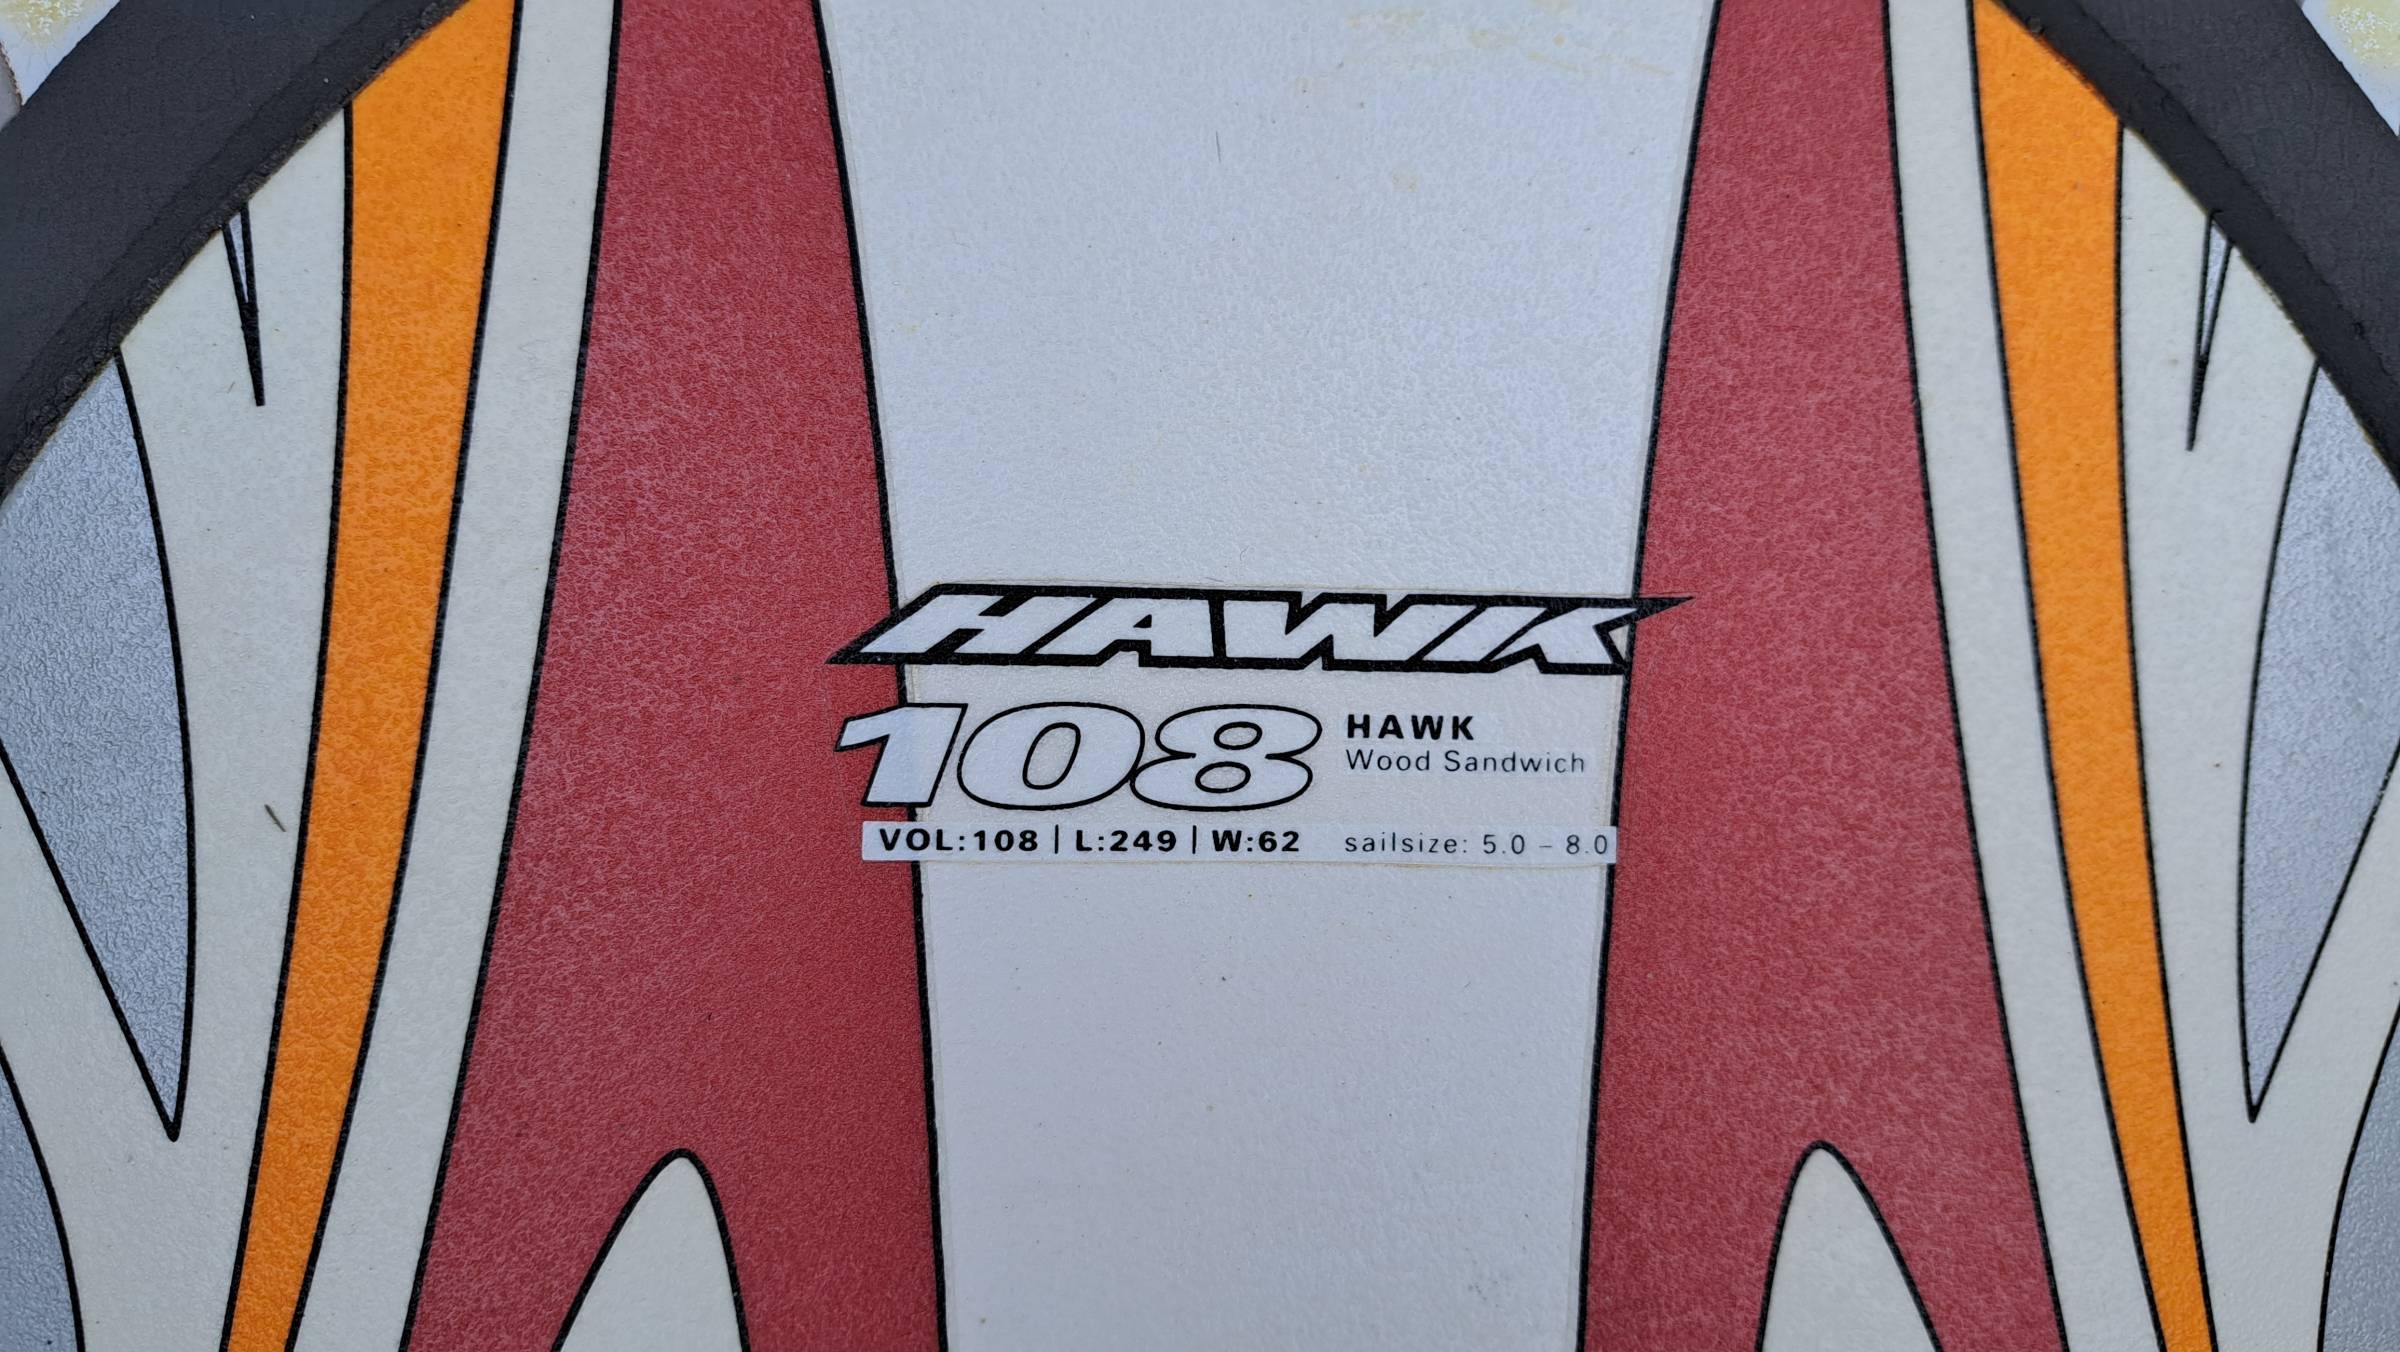 HAWK
108
HAWK
Wood Sandwich
VOL:108 | L:249 | W:62 sailsize: 5.0 – 8.0